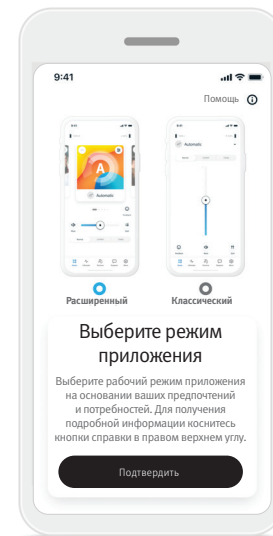 9:41
Помощь
Automatic
Automatic
A
Расширенный
Классический
Выберите режим
приложения
Выберите рабочий режим приложения
на основании ваших предпочтений
и потребностей. Для получения
подробной информации коснитесь
кнопки справки в правом верхнем углу.
Подтвердить